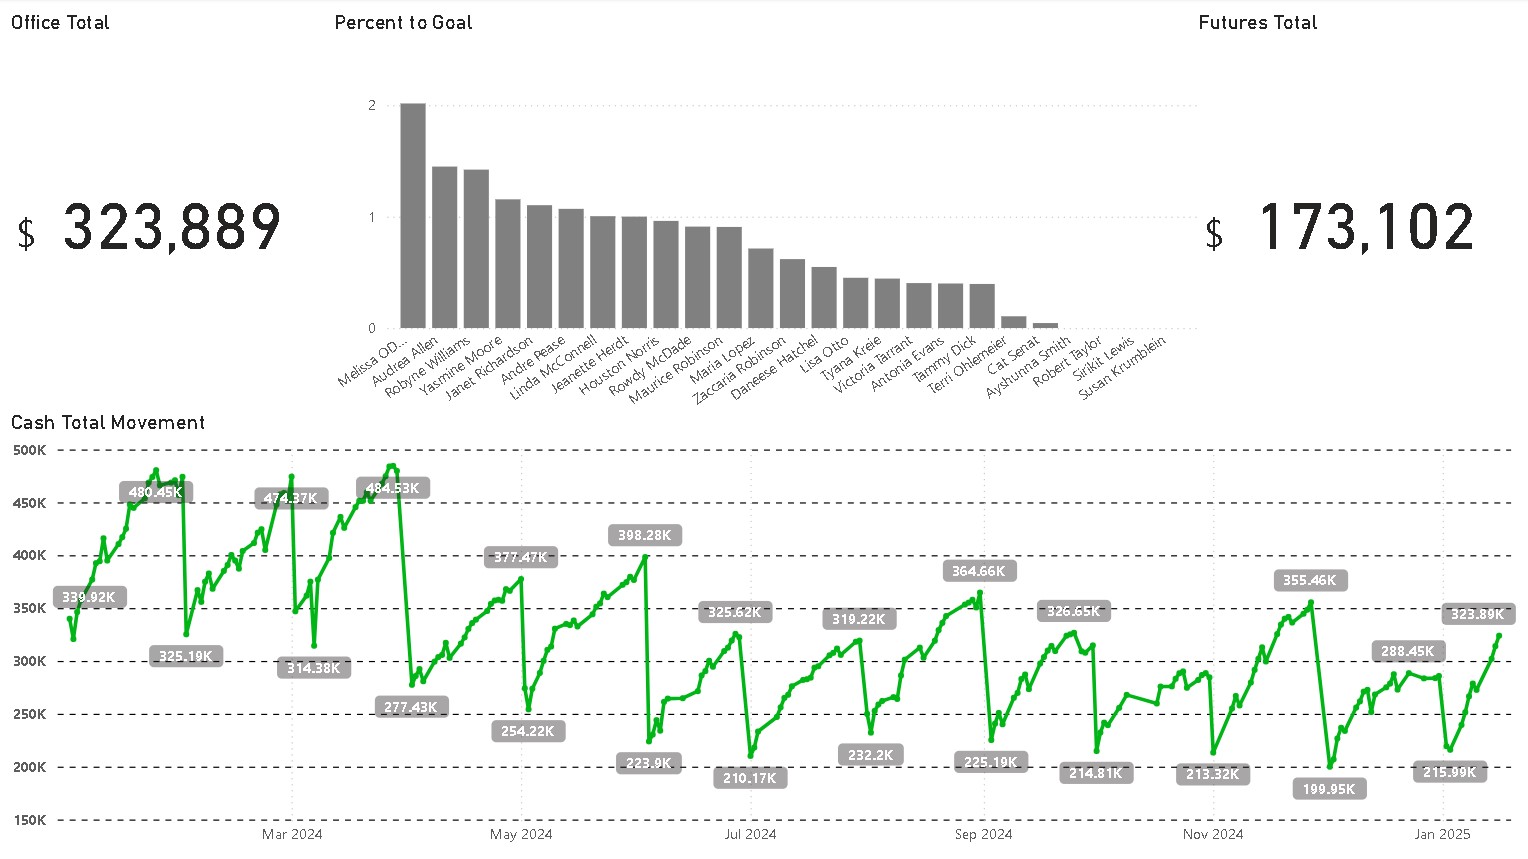 Office Total
Percent to Goal
Futures Total
$ 323,889
2
1
0
Melissa OD...
Audrea Allen
Robyne Williams
Yasmine Moore
Janet Richardson
Andre Pease
Linda McConnell
Jeanette Herdt
Houston Norris
Rowdy McDade
Maurice Robinson
Maria Lopez
Zaccaria Robinson
Daneese Hatchel
Lisa Otto
Tyana Kreie
Victoria Tarrant
Antonia Evans
Tammy Dick
Terri Ohlemeier
Cat Senat
Ayshunna Smith
Robert Taylor
Sirikit Lewis
Susan Krumblein
$ 173,102
Cash Total Movement
500K
450K
400K
350K
300K
250K
200K
150K
339.92K
480.45K
325.19K
474.37K
314.38K
484.53K
277.43K
377.47K
254.22K
398.28K
223.9K
325.62K
210.17K
319.22K
232.2K
364.66K
225.19K
326.65K
214.81K
213.32K
355.46K
199.95K
288.45K
215.99K
323.89K
Mar 2024
May 2024
Jul 2024
Sep 2024
Nov 2024
Jan 2025